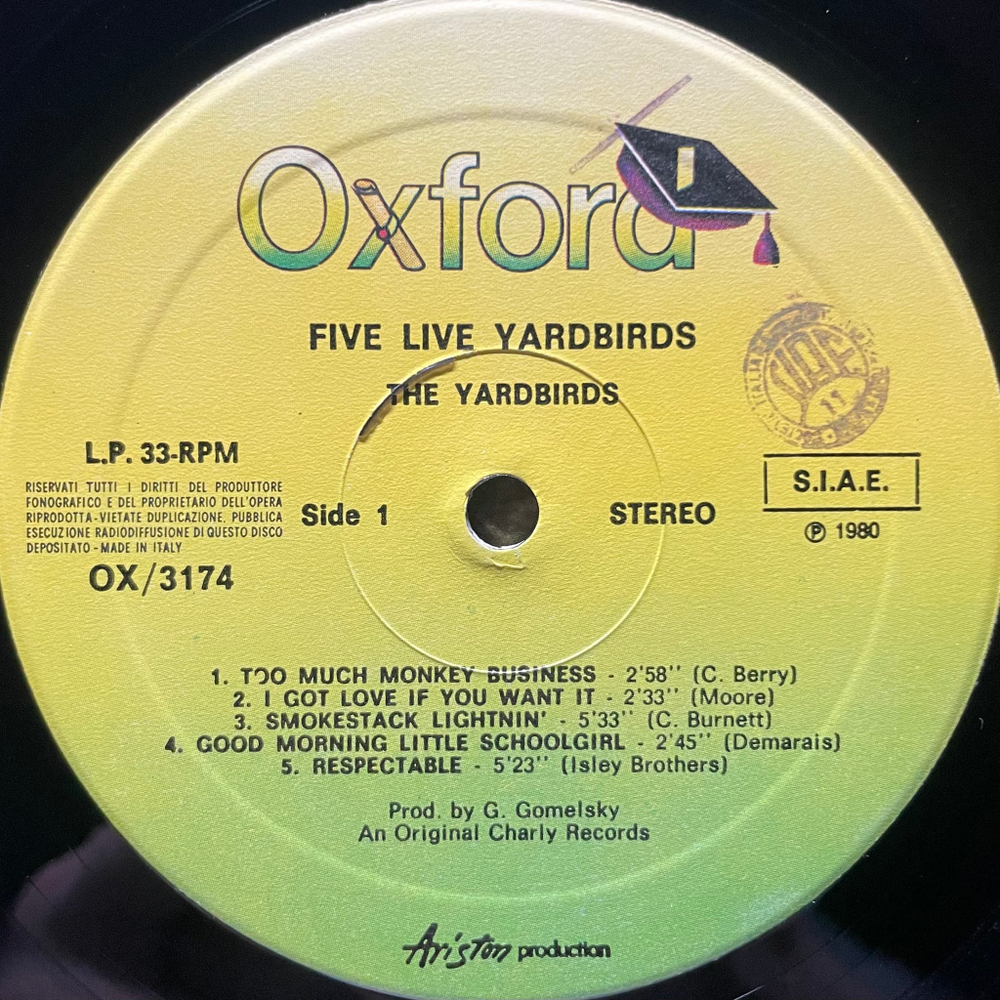 Oxford
FIVE LIVE YARDBIRDS
THE YARDBIRDS
L.P. 33-RPM
RISERVATI TUTTI I DIRITTI DEL PRODUTTORE
FONOGRAFICO E DEL PROPRIETARIO DELL'OPERA
RIPRODOTTA-VIETATE DUPLICAZIONE, PUBBLICA
ESECUZIONE RADIODIFFUSIONE DI QUESTO DISCO
DEPOSITATO - MADE IN ITALY
OX/3174
Side 1
STEREO
SIAE
S.I.A.E.
℗ 1980
1. TOO MUCH MONKEY BUSINESS - 2'58'' (C. Berry)
2. I GOT LOVE IF YOU WANT IT - 2'33'' (Moore)
3. SMOKESTACK LIGHTNIN' - 5'33'' (C. Burnett)
4. GOOD MORNING LITTLE SCHOOLGIRL - 2'45'' (Demarais)
5. RESPECTABLE - 5'23'' (Isley Brothers)
Prod. by G. Gomelsky
An Original Charly Records
Ariston production